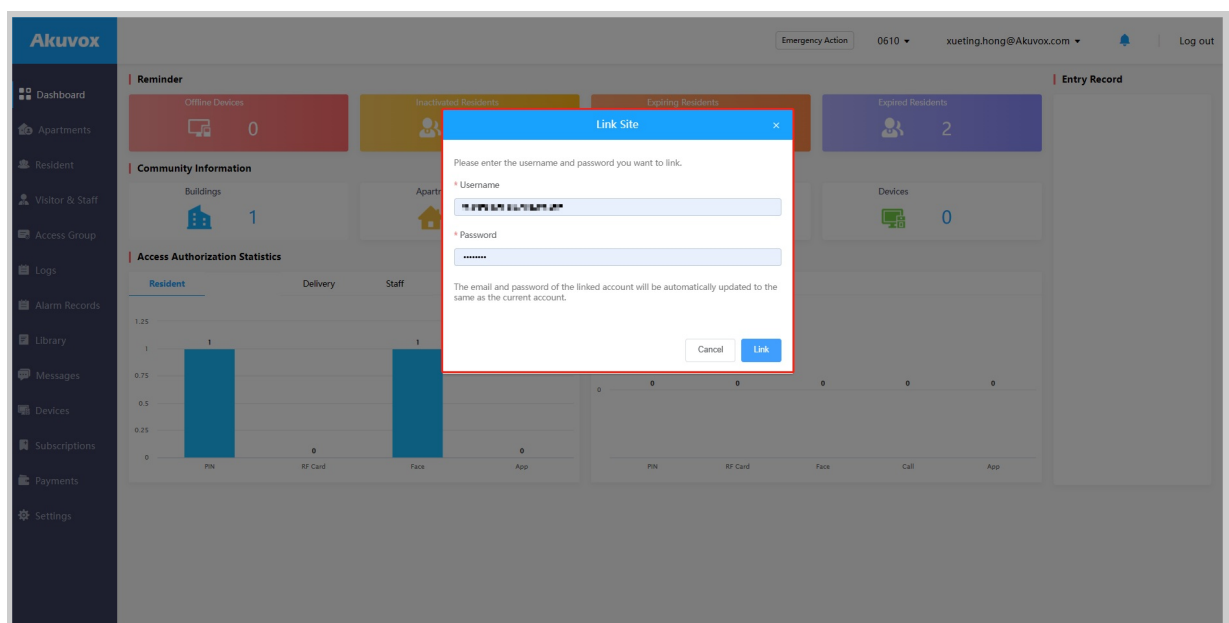 Akuvox
Emergency Action
0610
xueting.hong@Akuvox.com
Log out
Dashboard
Apartments
Resident
Visitor & Staff
Access Group
Logs
Alarm Records
Library
Messages
Devices
Subscriptions
Payments
Settings
Reminder
Offline Devices
0
Inactivated Residents
Expiring Residents
Expired Residents
2
Community Information
Buildings
1
Apartr
Devices
0
Access Authorization Statistics
Resident Delivery Staff
1.25
1
0.75
0.5
0.25
0
1 0 1 0
PIN RF Card Face App
0
0 0 0 0 0
PIN RF Card Face Call App
Entry Record
Link Site
Please enter the username and password you want to link.
* Username
* Password
The email and password of the linked account will be automatically updated to the
same as the current account.
Cancel Link